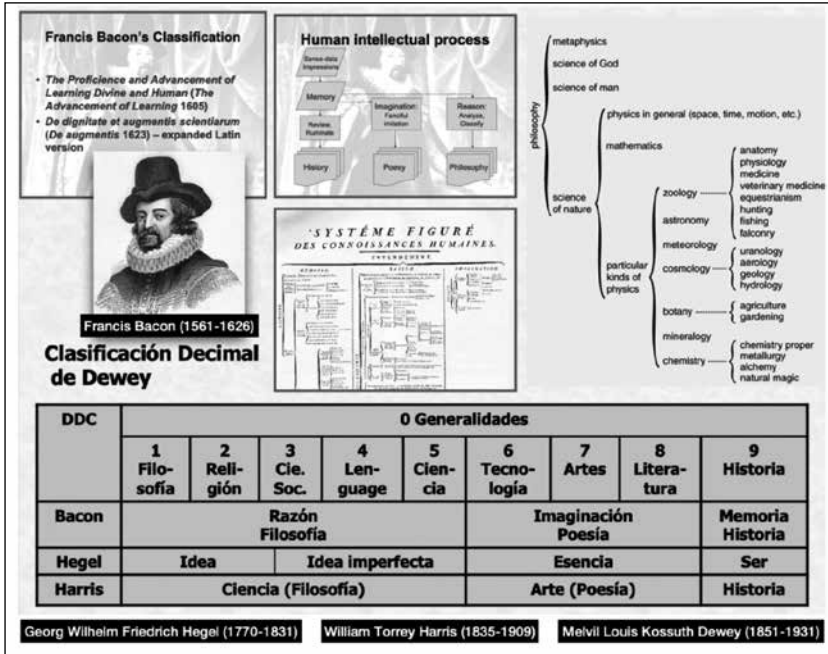 Francis Bacon's Classification
• The Proficience and Advancement of
Learning Divine and Human (The
Advancement of Learning 1605)
• De dignitate et augmentis scientiarum
(De augmentis 1623) – expanded Latin
version
Francis Bacon (1561-1626)
Human intellectual process
Sense-data
Impressions
Memory
Review,
Ruminate
Imagination:
Fanciful
imitation
Reason:
Analysis,
Classify
History
Poesy
Philosophy
SYSTÉME FIGURÉ
DES CONNOISSANCES HUMAINES.
ENTENDEMENT.
MÉMOIRE.
RAISON
IMAGINATION.
philosophy
metaphysics
science of God
science of man
science
of nature
physics in general (space, time, motion, etc.)
mathematics
particular
kinds of
physics
zoology
anatomy
physiology
medicine
veterinary medicine
equestrianism
hunting
fishing
falconry
astronomy
meteorology
cosmology
uranology
aerology
geology
hydrology
botany
agriculture
gardening
mineralogy
chemistry
chemistry proper
metallurgy
alchemy
natural magic
Clasificación Decimal
de Dewey
DDC 0 Generalidades
1 2 3 4 5 6 7 8 9
Filo- Reli- Cie. Len- Cien- Tecno- Artes Litera- Historia
sofía gión Soc. guage cia logía tura
Bacon Razón Imaginación Memoria
Filosofía Poesía Historia
Hegel Idea Idea imperfecta Esencia Ser
Harris Ciencia (Filosofía) Arte (Poesía) Historia
Georg Wilhelm Friedrich Hegel (1770-1831) William Torrey Harris (1835-1909) Melvil Louis Kossuth Dewey (1851-1931)